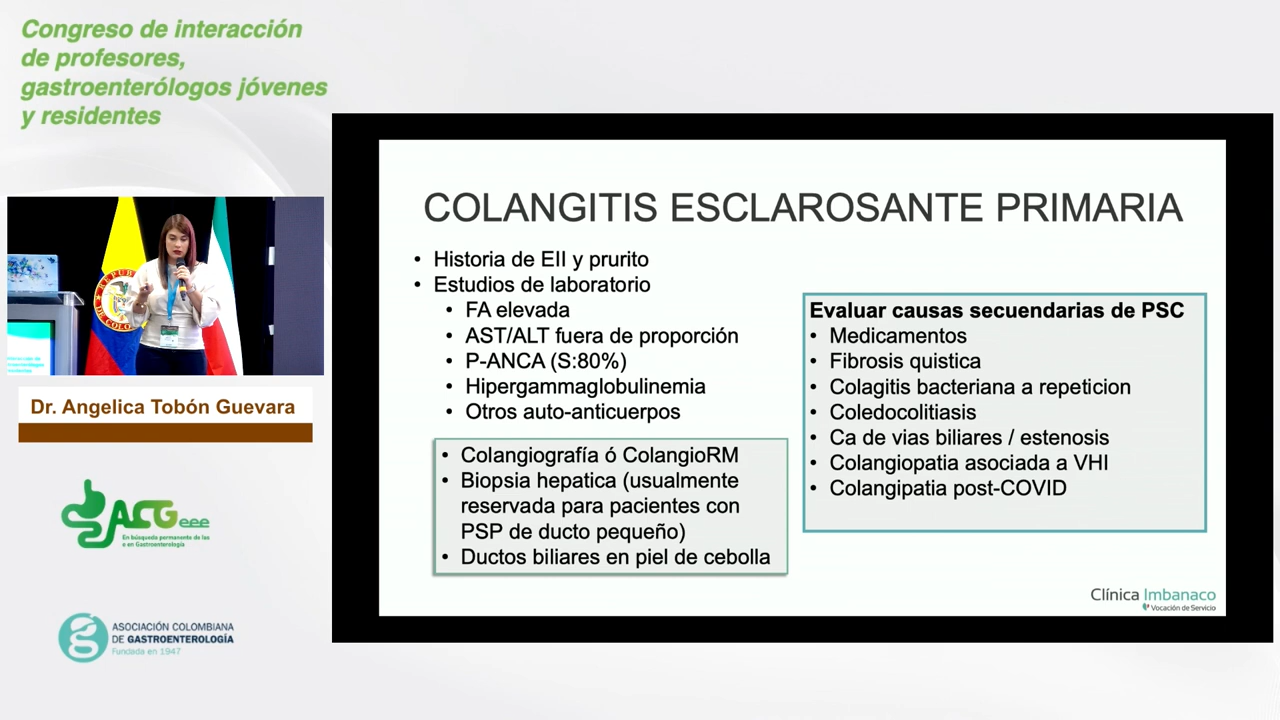 Congreso de interacción
de profesores,
gastroenterólogos jóvenes
y residentes
COLANGITIS ESCLAROSANTE PRIMARIA
• Historia de EII y prurito
• Estudios de laboratorio
• FA elevada
• AST/ALT fuera de proporción
• P-ANCA (S:80%)
• Hipergammaglobulinemia
• Otros auto-anticuerpos
• Colangiografía ó ColangioRM
• Biopsia hepatica (usualmente
reservada para pacientes con
PSP de ducto pequeño)
• Ductos biliares en piel de cebolla
Evaluar causas secuendarias de PSC
• Medicamentos
• Fibrosis quistica
• Colagitis bacteriana a repeticion
• Coledocolitiasis
• Ca de vias biliares / estenosis
• Colangiopatia asociada a VHI
• Colangipatia post-COVID
Clínica Imbanaco
Vocación de Servicio
Dr. Angelica Tobón Guevara
ACGeee
En búsqueda permanente de las
e en Gastroenterología
ASOCIACIÓN COLOMBIANA
DE GASTROENTEROLOGÍA
Fundada en 1947